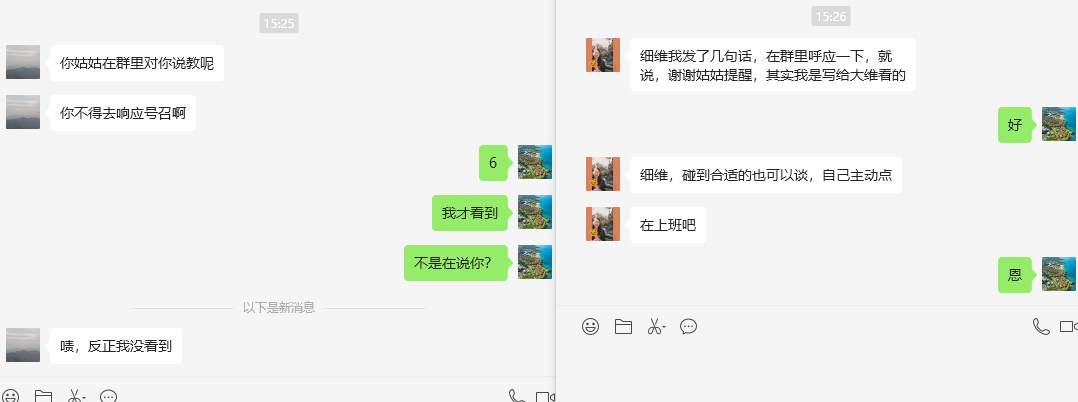 15:25
你姑姑在群里对你说教呢
你不得去响应号召啊
6
我才看到
不是在说你？
以下是新消息
啧，反正我没看到
15:26
细维我发了几句话，在群里呼应一下，就
说，谢谢姑姑提醒，其实我是写给大维看的
好
细维，碰到合适的也可以谈，自己主动点
在上班吧
恩